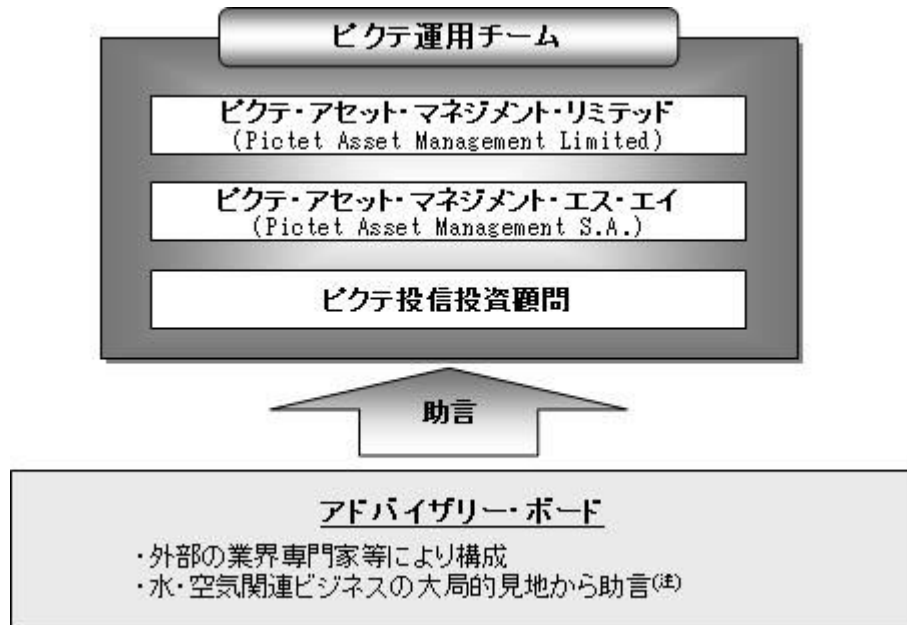 ピクテ運用チーム
ピクテ・アセット・マネジメント・リミテッド
(Pictet Asset Management Limited)
ピクテ・アセット・マネジメント・エス・エイ
(Pictet Asset Management S.A.)
ピクテ投信投資顧問
助言
アドバイザリー・ボード
・外部の業界専門家等により構成
・水・空気関連ビジネスの大局的見地から助言(注)